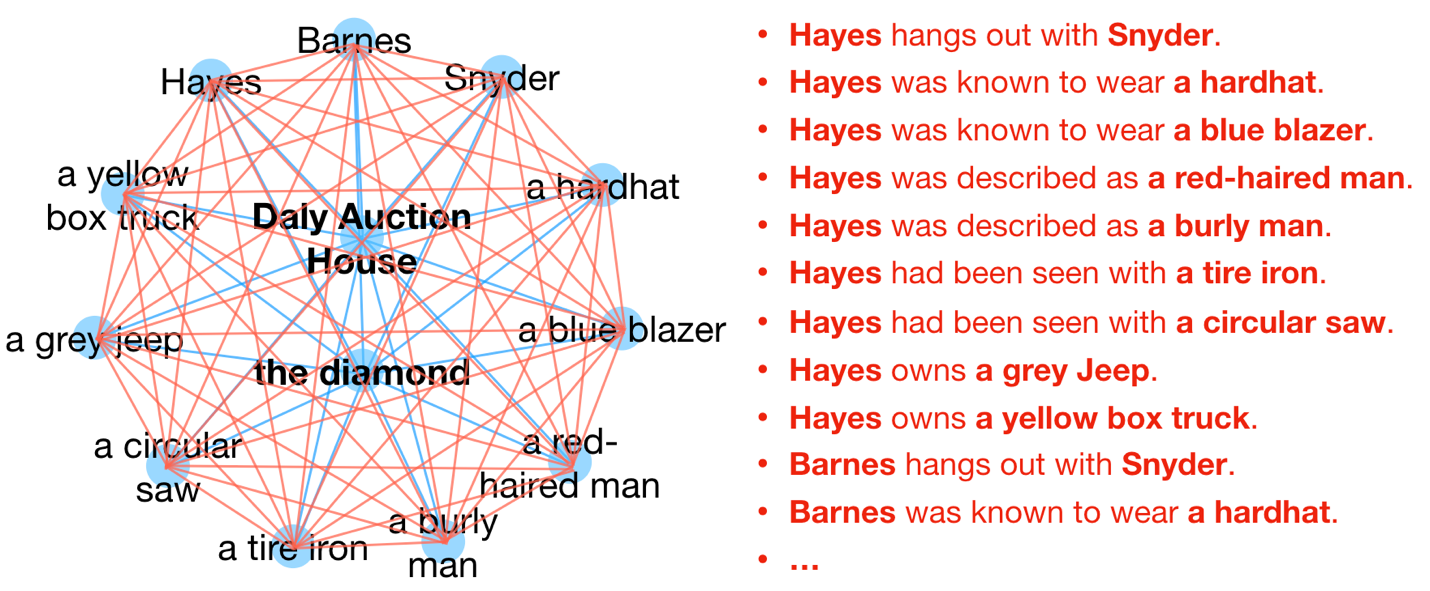 Barnes
Hayes
Snyder
a yellow
box truck
a hardhat
Daly Auction
House
a grey jeep
a blue blazer
the diamond
a circular
saw
a red-
haired man
a tire iron
a burly
man
• Hayes hangs out with Snyder.
• Hayes was known to wear a hardhat.
• Hayes was known to wear a blue blazer.
• Hayes was described as a red-haired man.
• Hayes was described as a burly man.
• Hayes had been seen with a tire iron.
• Hayes had been seen with a circular saw.
• Hayes owns a grey Jeep.
• Hayes owns a yellow box truck.
• Barnes hangs out with Snyder.
• Barnes was known to wear a hardhat.
• ...